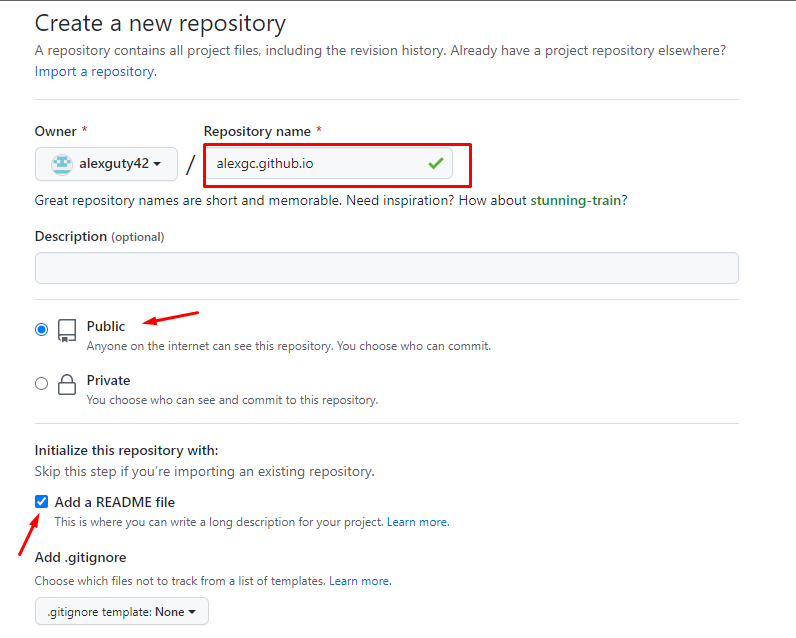 Create a new repository
A repository contains all project files, including the revision history. Already have a project repository elsewhere?
Import a repository.
Owner * Repository name *
alexguty42 / alexgc.github.io
Great repository names are short and memorable. Need inspiration? How about stunning-train?
Description (optional)
Public
Anyone on the internet can see this repository. You choose who can commit.
Private
You choose who can see and commit to this repository.
Initialize this repository with:
Skip this step if you're importing an existing repository.
Add a README file
This is where you can write a long description for your project. Learn more.
Add .gitignore
Choose which files not to track from a list of templates. Learn more.
.gitignore template: None